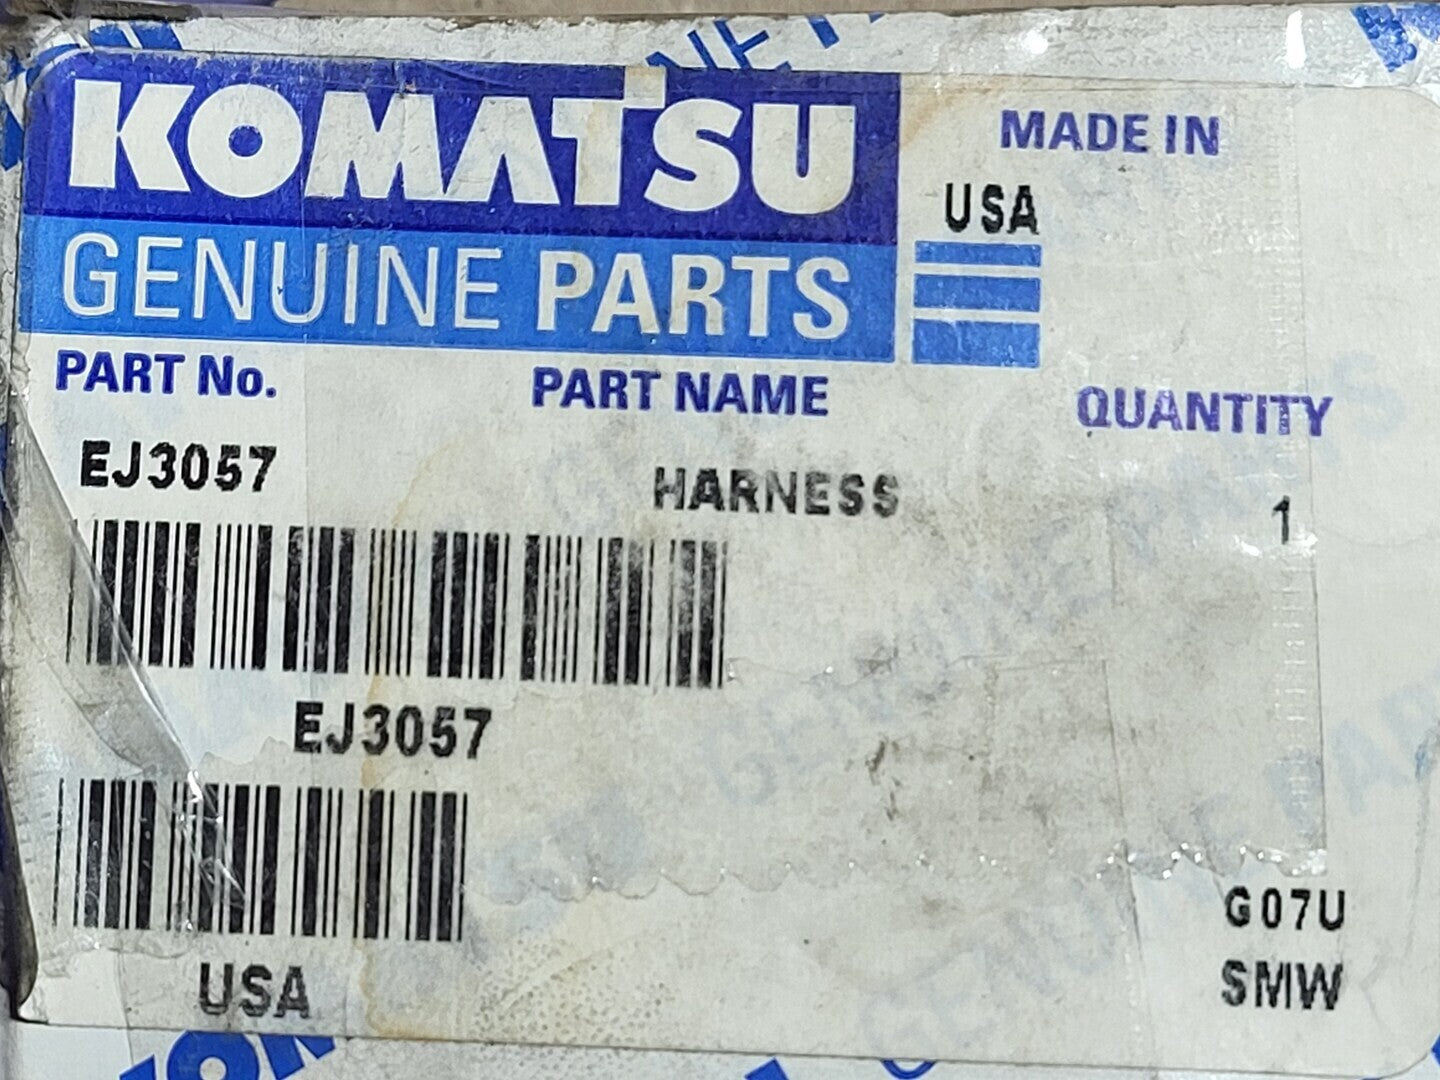 KOMATSU
GENUINE PARTS
MADE IN
USA
PART No.
PART NAME
QUANTITY
EJ3057
HARNESS
1
EJ3057
USA
G07U
SMW